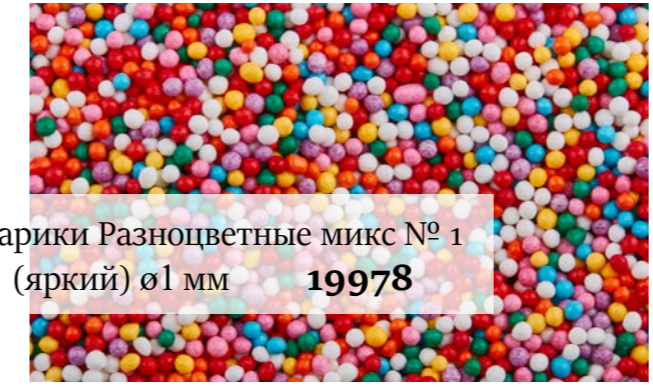 арики Разноцветные микс № 1
(яркий) ø1 мм 19978